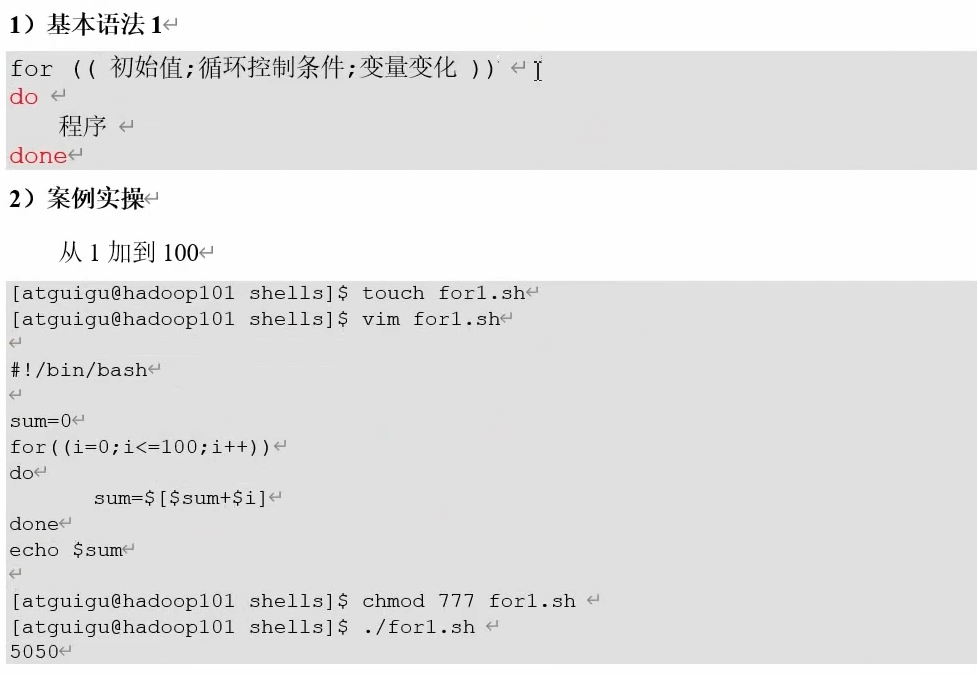 1）基本语法 1↵
for (( 初始值;循环控制条件;变量变化 )) ↵
do ↵
程序 ↵
done↵
2）案例实操↵
从 1 加到 100↵
[atguigu@hadoop101 shells]$ touch for1.sh↵
[atguigu@hadoop101 shells]$ vim for1.sh↵
↵
#!/bin/bash↵
↵
sum=0↵
for((i=0;i<=100;i++))↵
do↵
sum=$[$sum+$i]↵
done↵
echo $sum↵
↵
[atguigu@hadoop101 shells]$ chmod 777 for1.sh ↵
[atguigu@hadoop101 shells]$ ./for1.sh ↵
5050↵